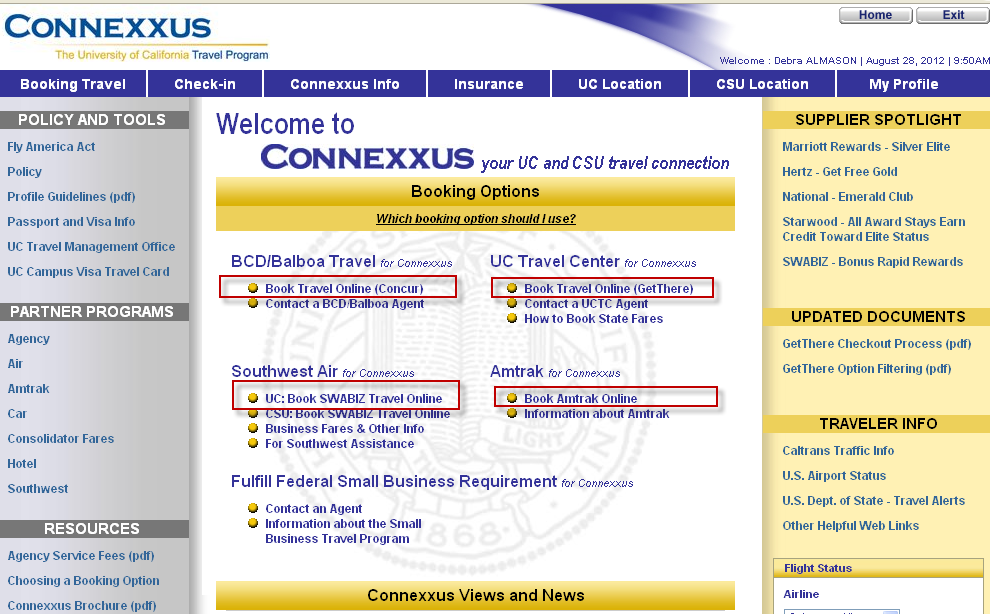 CONNEXXUS
The University of California Travel Program
Home Exit
Welcome : Debra ALMASON | August 28, 2012 | 9:50AM
Booking Travel Check-in Connexxus Info Insurance UC Location CSU Location My Profile
POLICY AND TOOLS
Fly America Act
Policy
Profile Guidelines (pdf)
Passport and Visa Info
UC Travel Management Office
UC Campus Visa Travel Card
PARTNER PROGRAMS
Agency
Air
Amtrak
Car
Consolidator Fares
Hotel
Southwest
RESOURCES
Agency Service Fees (pdf)
Choosing a Booking Option
Connexxus Brochure (pdf)
Welcome to
CONNEXXUS your UC and CSU travel connection
Booking Options
Which booking option should I use?
BCD/Balboa Travel for Connexxus
Book Travel Online (Concur)
Contact a BCD/Balboa Agent
UC Travel Center for Connexxus
Book Travel Online (GetThere)
Contact a UCTC Agent
How to Book State Fares
Southwest Air for Connexxus
UC: Book SWABIZ Travel Online
CSU: Book SWABIZ Travel Online
Business Fares & Other Info
For Southwest Assistance
Amtrak for Connexxus
Book Amtrak Online
Information about Amtrak
Fulfill Federal Small Business Requirement for Connexxus
Contact an Agent
Information about the Small
Business Travel Program
LIGHT
1868
Connexxus Views and News
SUPPLIER SPOTLIGHT
Marriott Rewards - Silver Elite
Hertz - Get Free Gold
National - Emerald Club
Starwood - All Award Stays Earn
Credit Toward Elite Status
SWABIZ - Bonus Rapid Rewards
UPDATED DOCUMENTS
GetThere Checkout Process (pdf)
GetThere Option Filtering (pdf)
TRAVELER INFO
Caltrans Traffic Info
U.S. Airport Status
U.S. Dept. of State - Travel Alerts
Other Helpful Web Links
Flight Status
Airline